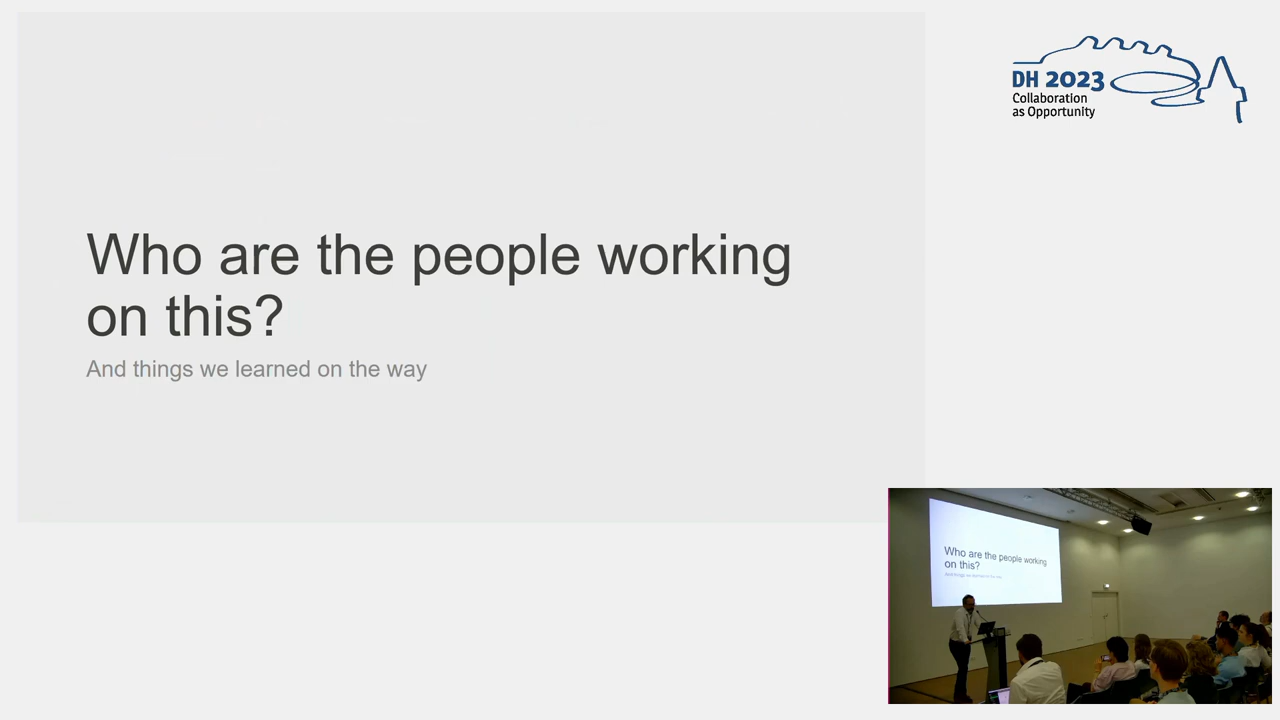 Who are the people working
on this?
And things we learned on the way
DH 2023
Collaboration
as Opportunity
Who are the people working
on this?